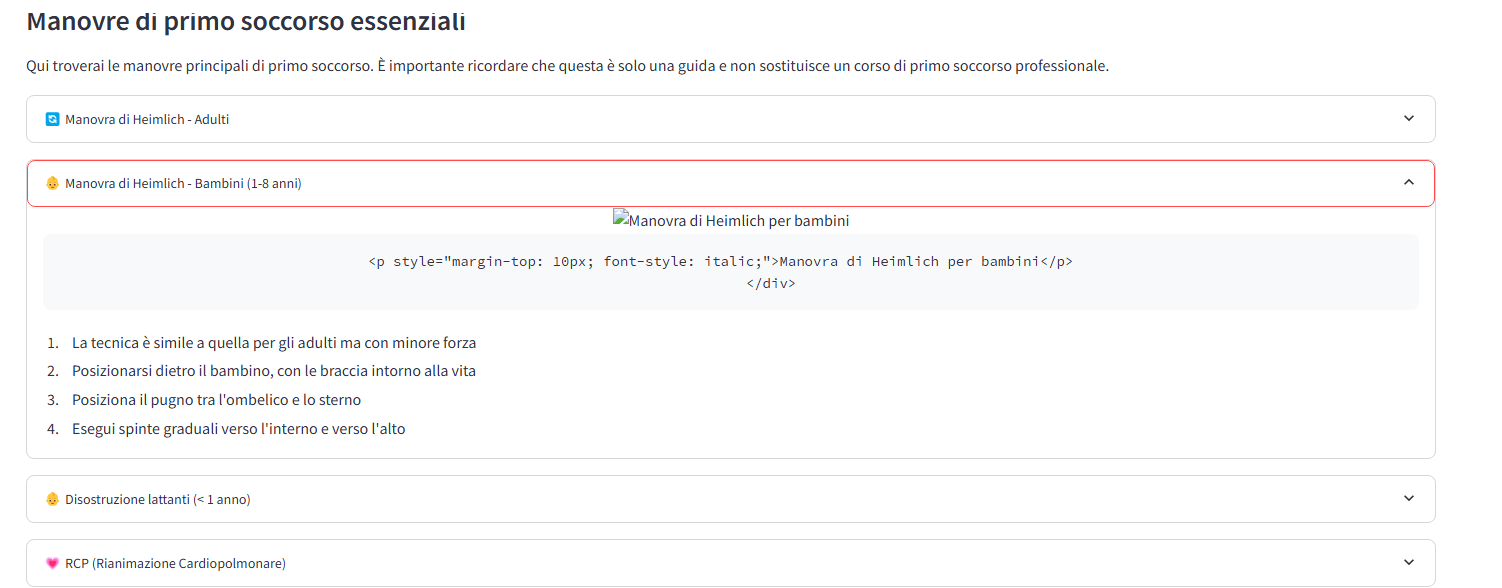 Manovre di primo soccorso essenziali
Qui troverai le manovre principali di primo soccorso. È importante ricordare che questa è solo una guida e non sostituisce un corso di primo soccorso professionale.
Manovra di Heimlich - Adulti
Manovra di Heimlich - Bambini (1-8 anni)
Manovra di Heimlich per bambini
<p style="margin-top: 10px; font-style: italic;">Manovra di Heimlich per bambini</p>
</div>
1. La tecnica è simile a quella per gli adulti ma con minore forza
2. Posizionarsi dietro il bambino, con le braccia intorno alla vita
3. Posiziona il pugno tra l'ombelico e lo sterno
4. Esegui spinte graduali verso l'interno e verso l'alto
Disostruzione lattanti (< 1 anno)
RCP (Rianimazione Cardiopolmonare)